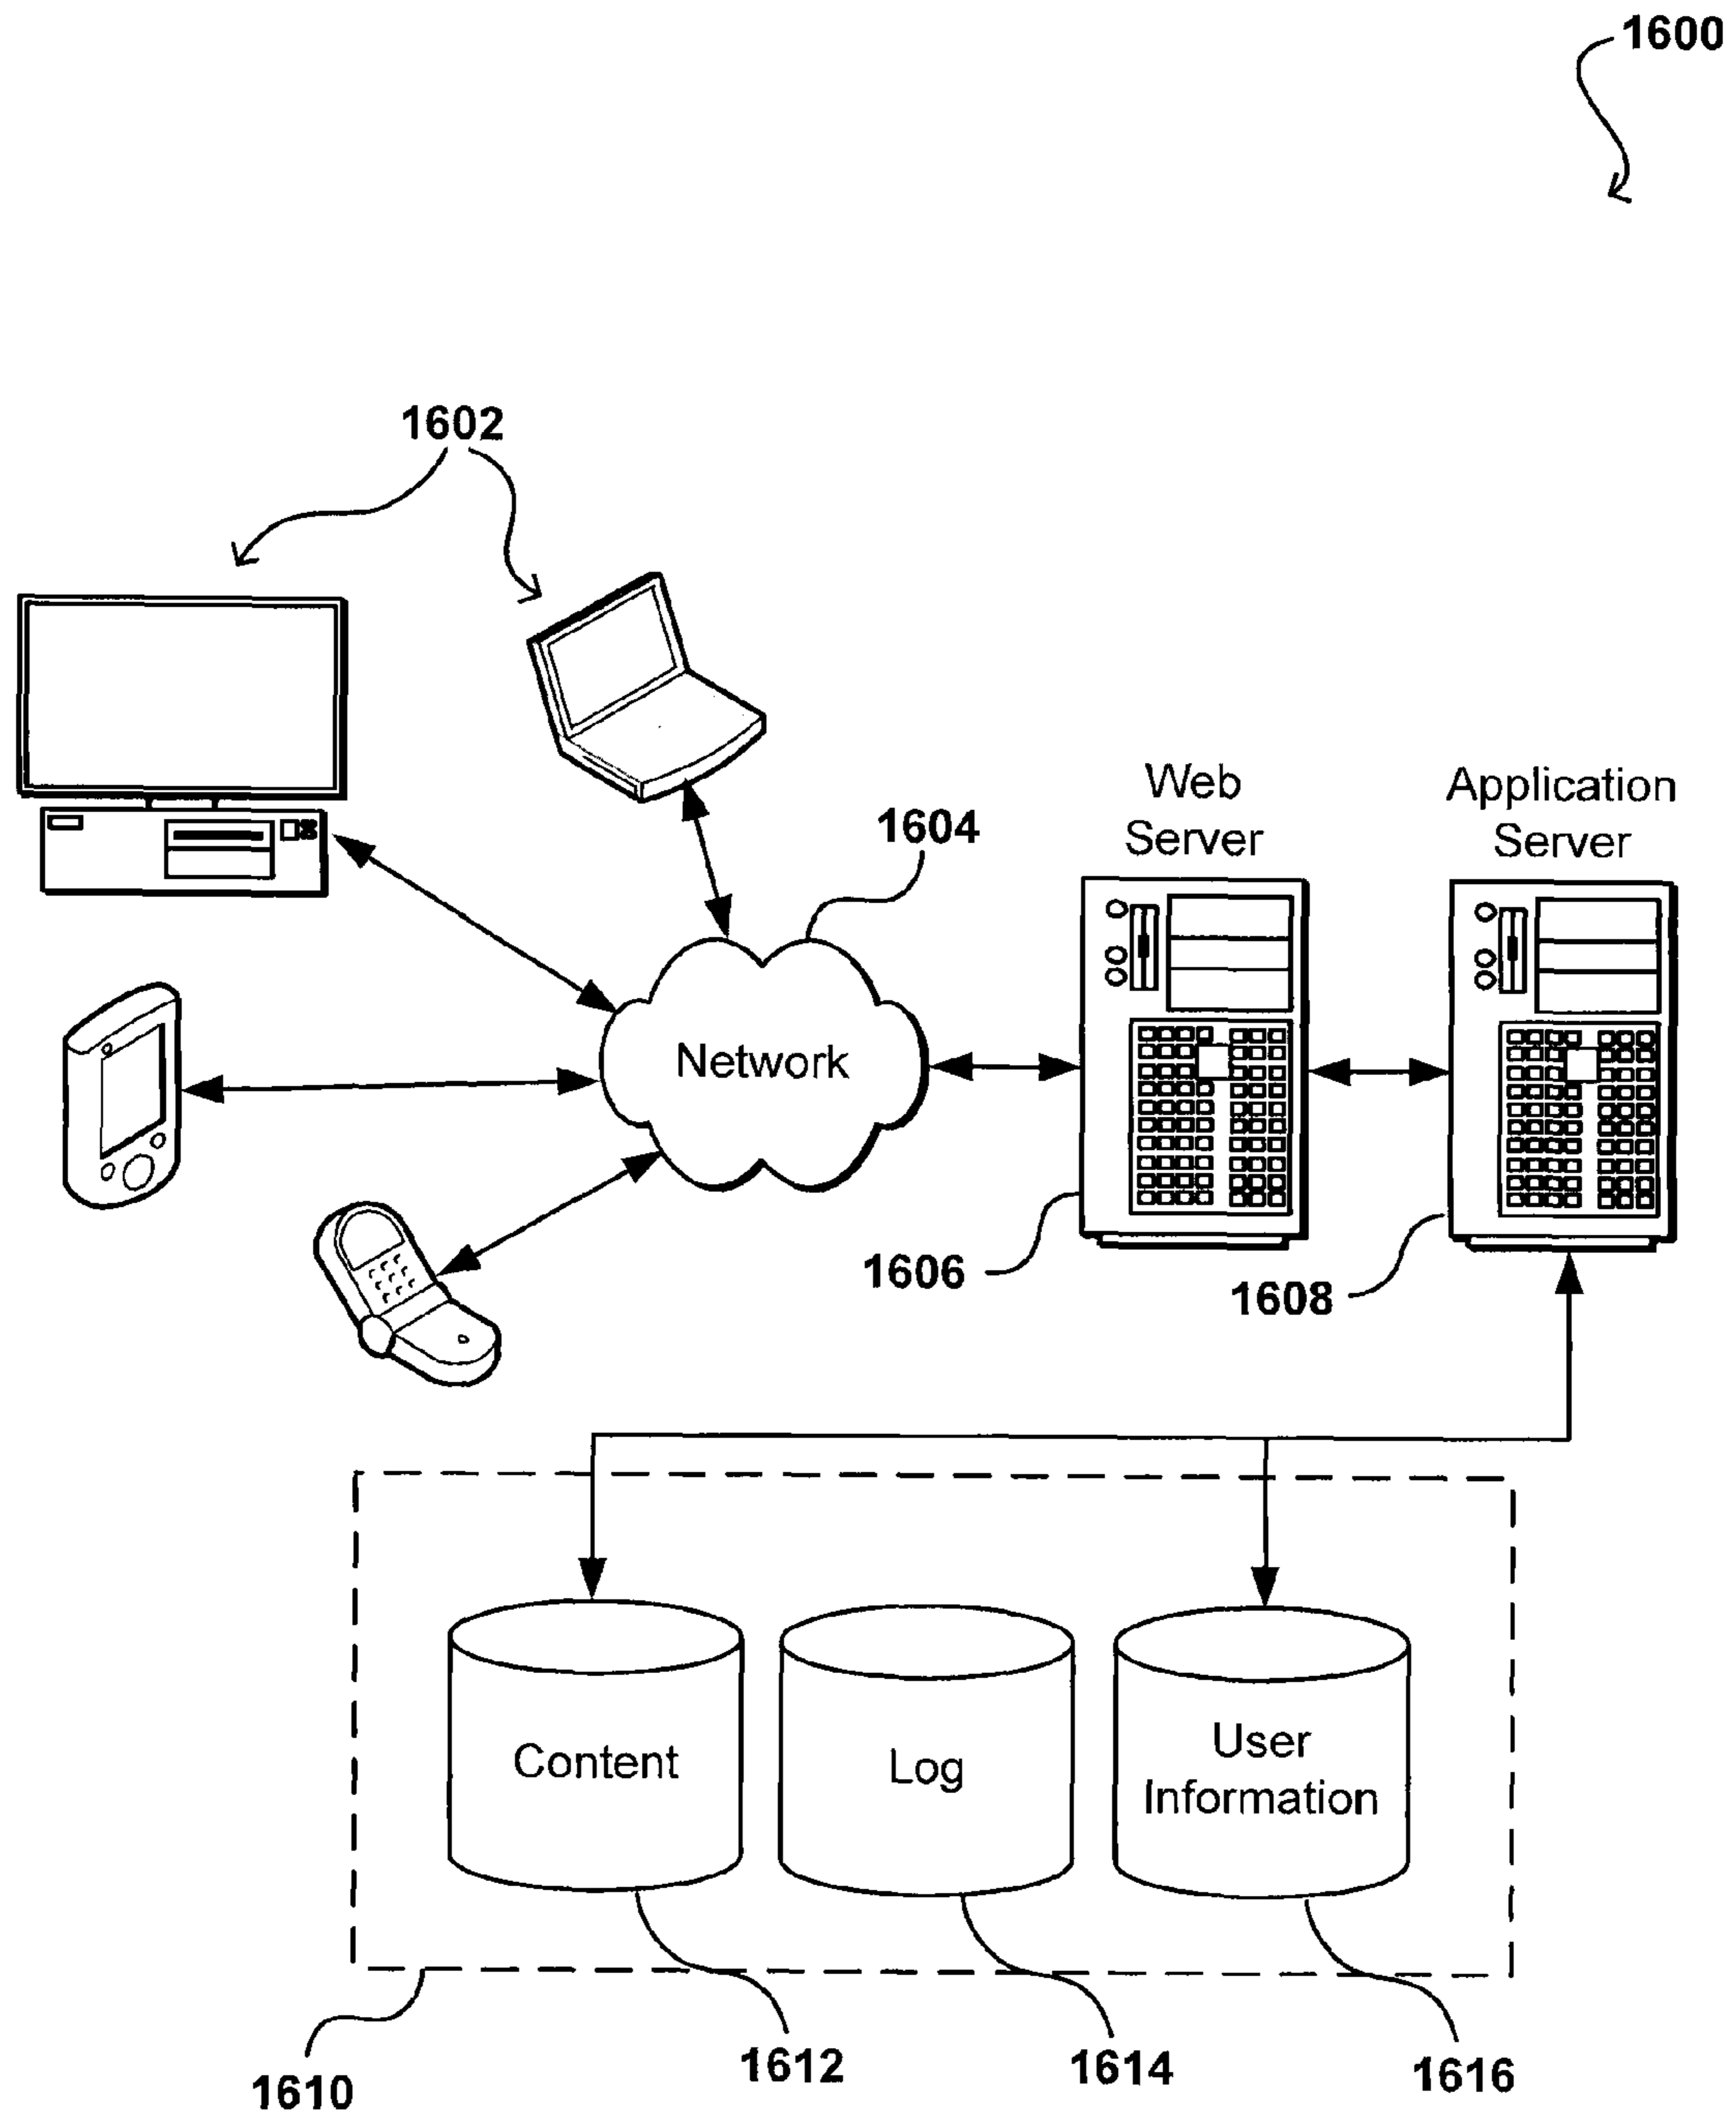 1600
1602
Web
Server
Application
Server
1604
Network
1606
1608
Content
Log
User
Information
1610
1612
1614
1616